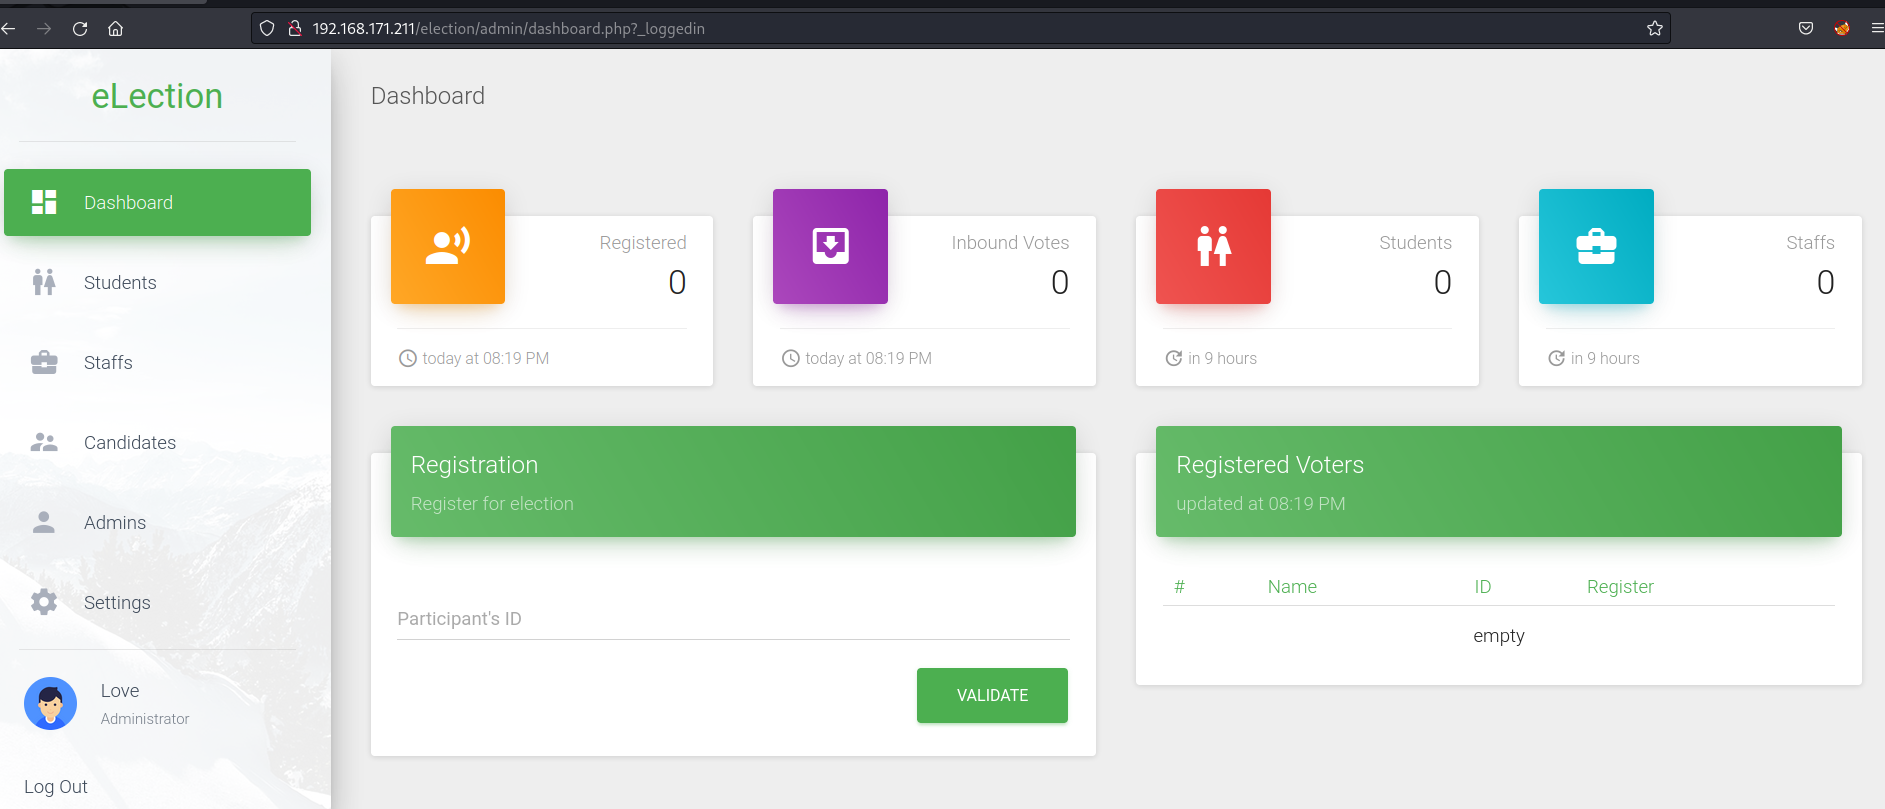 192.168.171.211/election/admin/dashboard.php?_loggedin
eLection
Dashboard
Students
Staffs
Candidates
Admins
Settings
Love
Administrator
Log Out
Dashboard
Registered
0
today at 08:19 PM
Inbound Votes
0
today at 08:19 PM
Students
0
in 9 hours
Staffs
0
in 9 hours
Registration
Register for election
Participant's ID
VALIDATE
Registered Voters
updated at 08:19 PM
# Name ID Register
empty